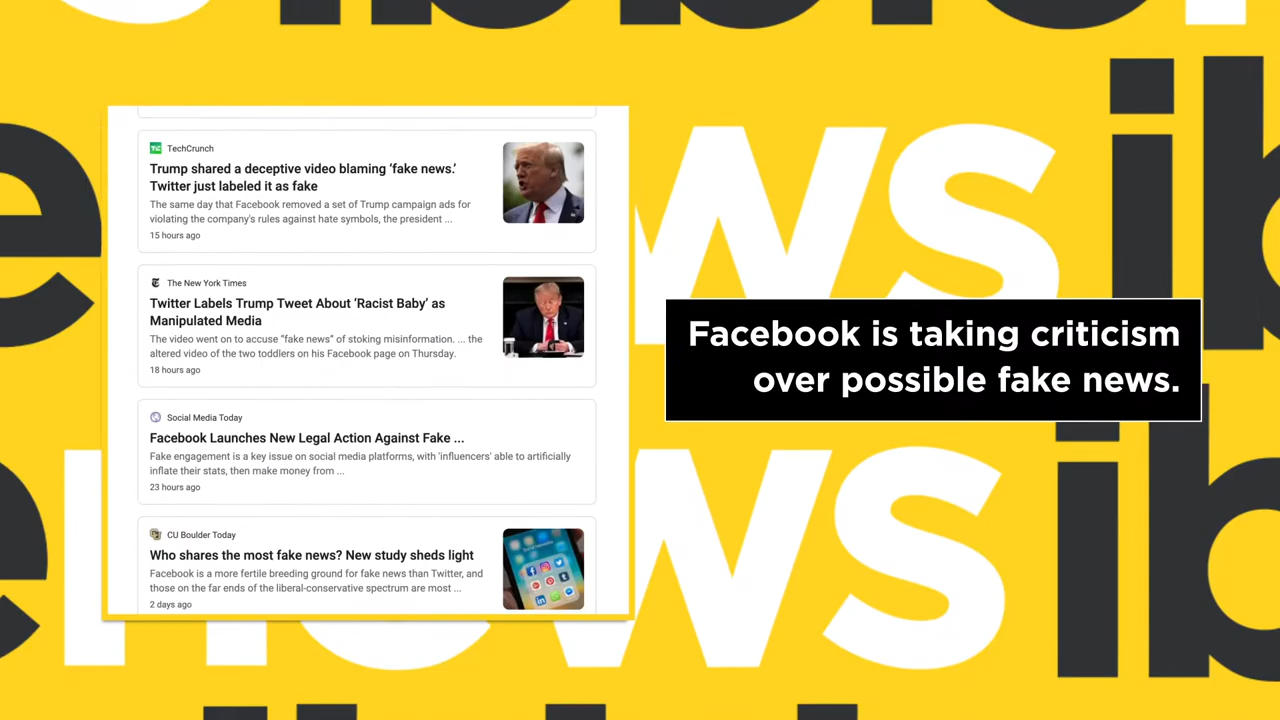 TechCrunch
Trump shared a deceptive video blaming ‘fake news.’
Twitter just labeled it as fake
The same day that Facebook removed a set of Trump campaign ads for
violating the company's rules against hate symbols, the president ...
15 hours ago
The New York Times
Twitter Labels Trump Tweet About ‘Racist Baby’ as
Manipulated Media
The video went on to accuse “fake news” of stoking misinformation. ... the
altered video of the two toddlers on his Facebook page on Thursday.
18 hours ago
Social Media Today
Facebook Launches New Legal Action Against Fake ...
Fake engagement is a key issue on social media platforms, with 'influencers' able to artificially
inflate their stats, then make money from ...
23 hours ago
CU Boulder Today
Who shares the most fake news? New study sheds light
Facebook is a more fertile breeding ground for fake news than Twitter, and
those on the far ends of the liberal-conservative spectrum are most ...
2 days ago
Facebook is taking criticism
over possible fake news.